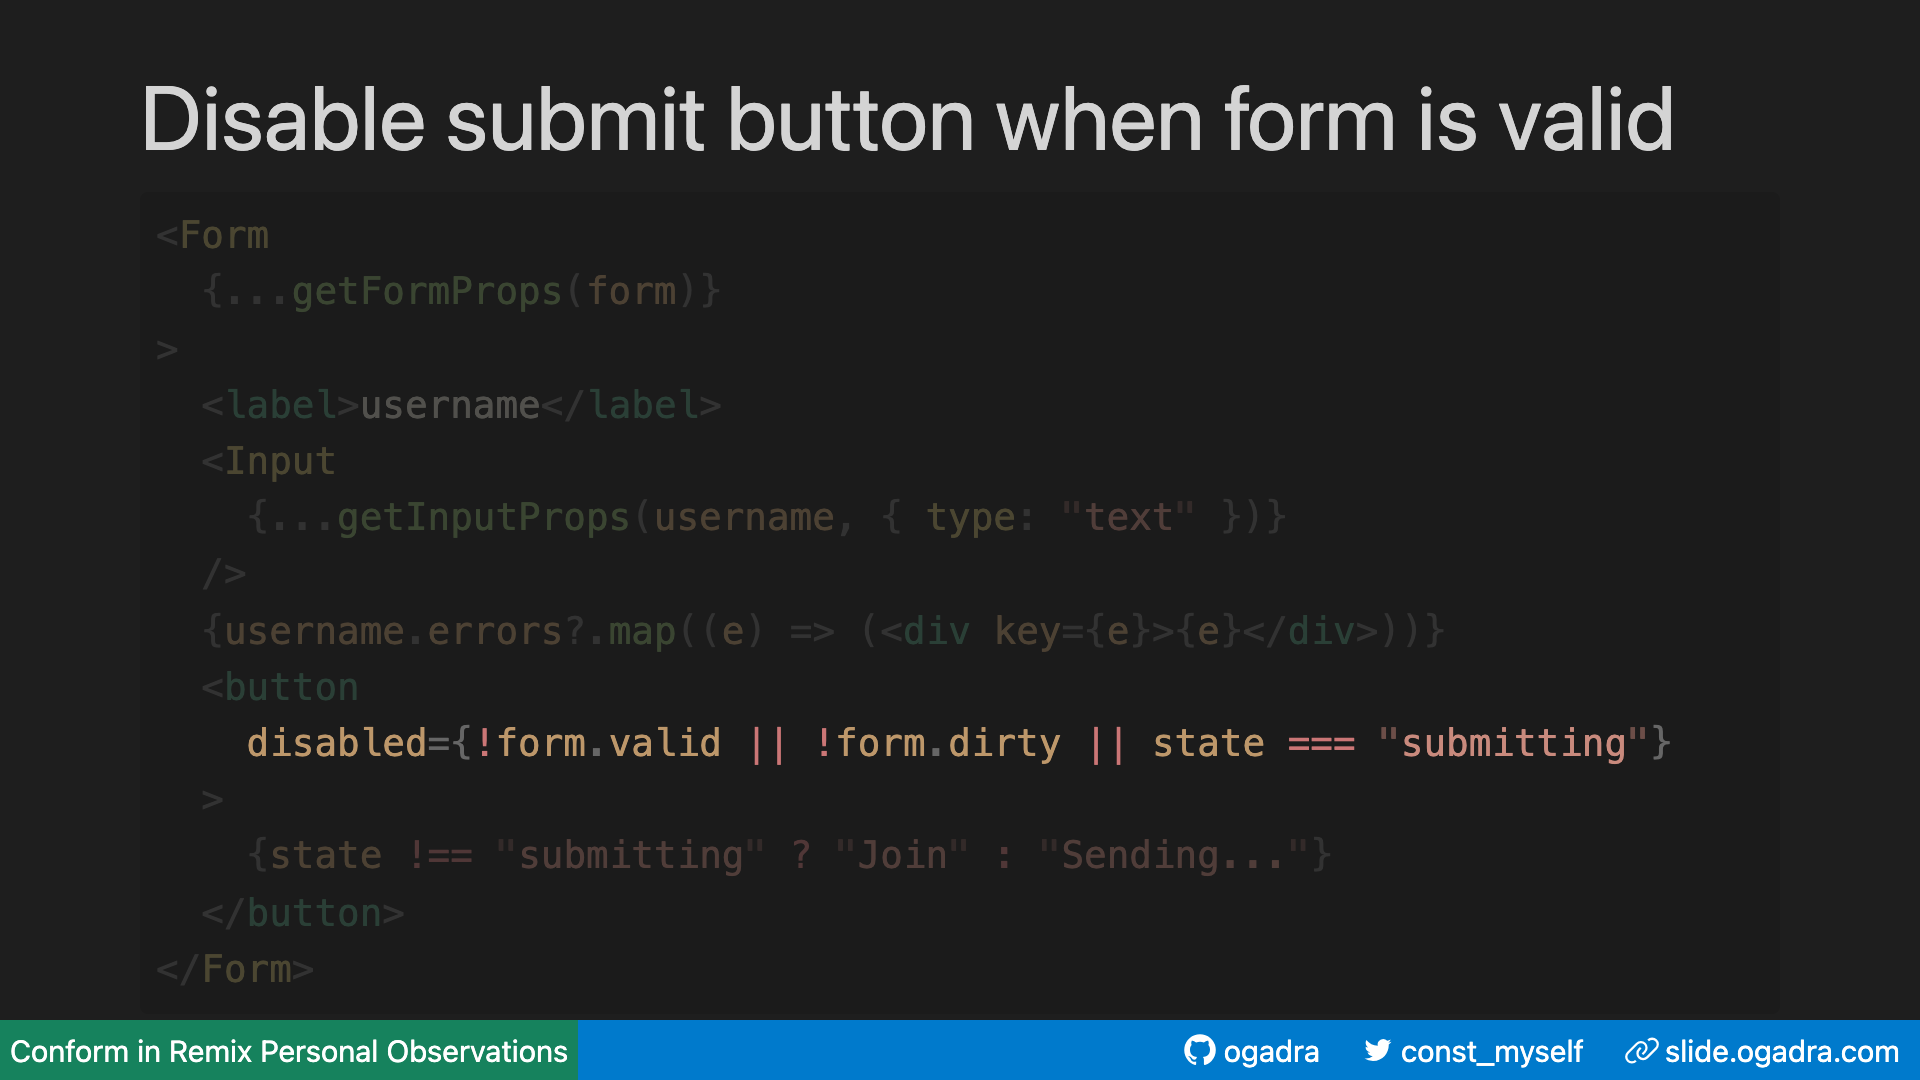 Disable submit button when form is valid
<Form
  {...getFormProps(form)}
>
  <label>username</label>
  <Input
    {...getInputProps(username, { type: "text" })}
  />
  {username.errors?.map((e) => (<div key={e}>{e}</div>))}
  <button
    disabled={!form.valid || !form.dirty || state === "submitting"}
  >
    {state !== "submitting" ? "Join" : "Sending..."}
  </button>
</Form>
Conform in Remix Personal Observations ogadra const_myself slide.ogadra.com